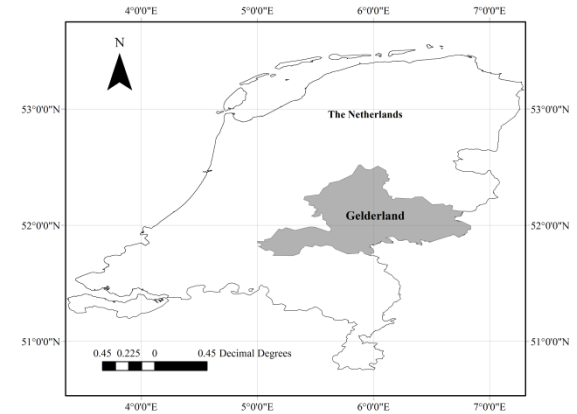 4°0'0"E 5°0'0"E 6°0'0"E 7°0'0"E
N
53°0'0"N 53°0'0"N
The Netherlands
Gelderland
52°0'0"N 52°0'0"N
51°0'0"N 51°0'0"N
0.45 0.225 0 0.45 Decimal Degrees
4°0'0"E 5°0'0"E 6°0'0"E 7°0'0"E